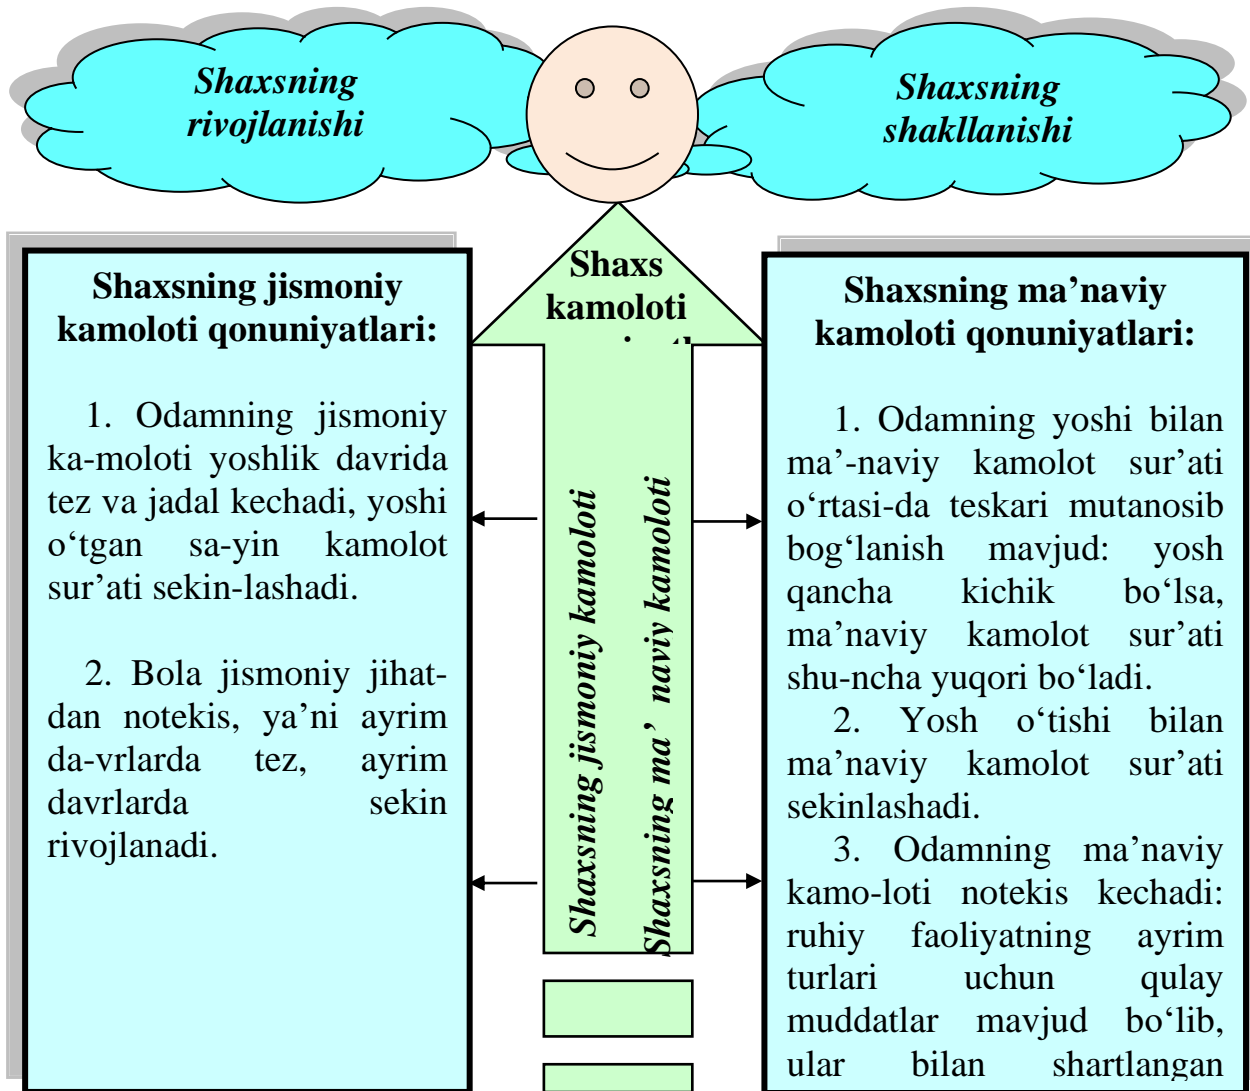 Shaxsning
rivojlanishi
Shaxsning
shakllanishi
Shaxsning jismoniy
kamoloti qonuniyatlari:
1. Odamning jismoniy
ka-moloti yoshlik davrida
tez va jadal kechadi, yoshi
o‘tgan sa-yin kamolot
sur’ati sekin-lashadi.
2. Bola jismoniy jihat-
dan notekis, ya’ni ayrim
da-vrlarda tez, ayrim
davrlarda sekin
rivojlanadi.
Shaxs
kamoloti
Shaxsning jismoniy kamoloti
Shaxsning ma’ naviy kamoloti
Shaxsning ma’naviy
kamoloti qonuniyatlari:
1. Odamning yoshi bilan
ma’-naviy kamolot sur’ati
o‘rtasi-da teskari mutanosib
bog‘lanish mavjud: yosh
qancha kichik bo‘lsa,
ma’naviy kamolot sur’ati
shu-ncha yuqori bo‘ladi.
2. Yosh o‘tishi bilan
ma’naviy kamolot sur’ati
sekinlashadi.
3. Odamning ma’naviy
kamo-loti notekis kechadi:
ruhiy faoliyatning ayrim
turlari uchun qulay
muddatlar mavjud bo‘lib,
ular bilan shartlangan